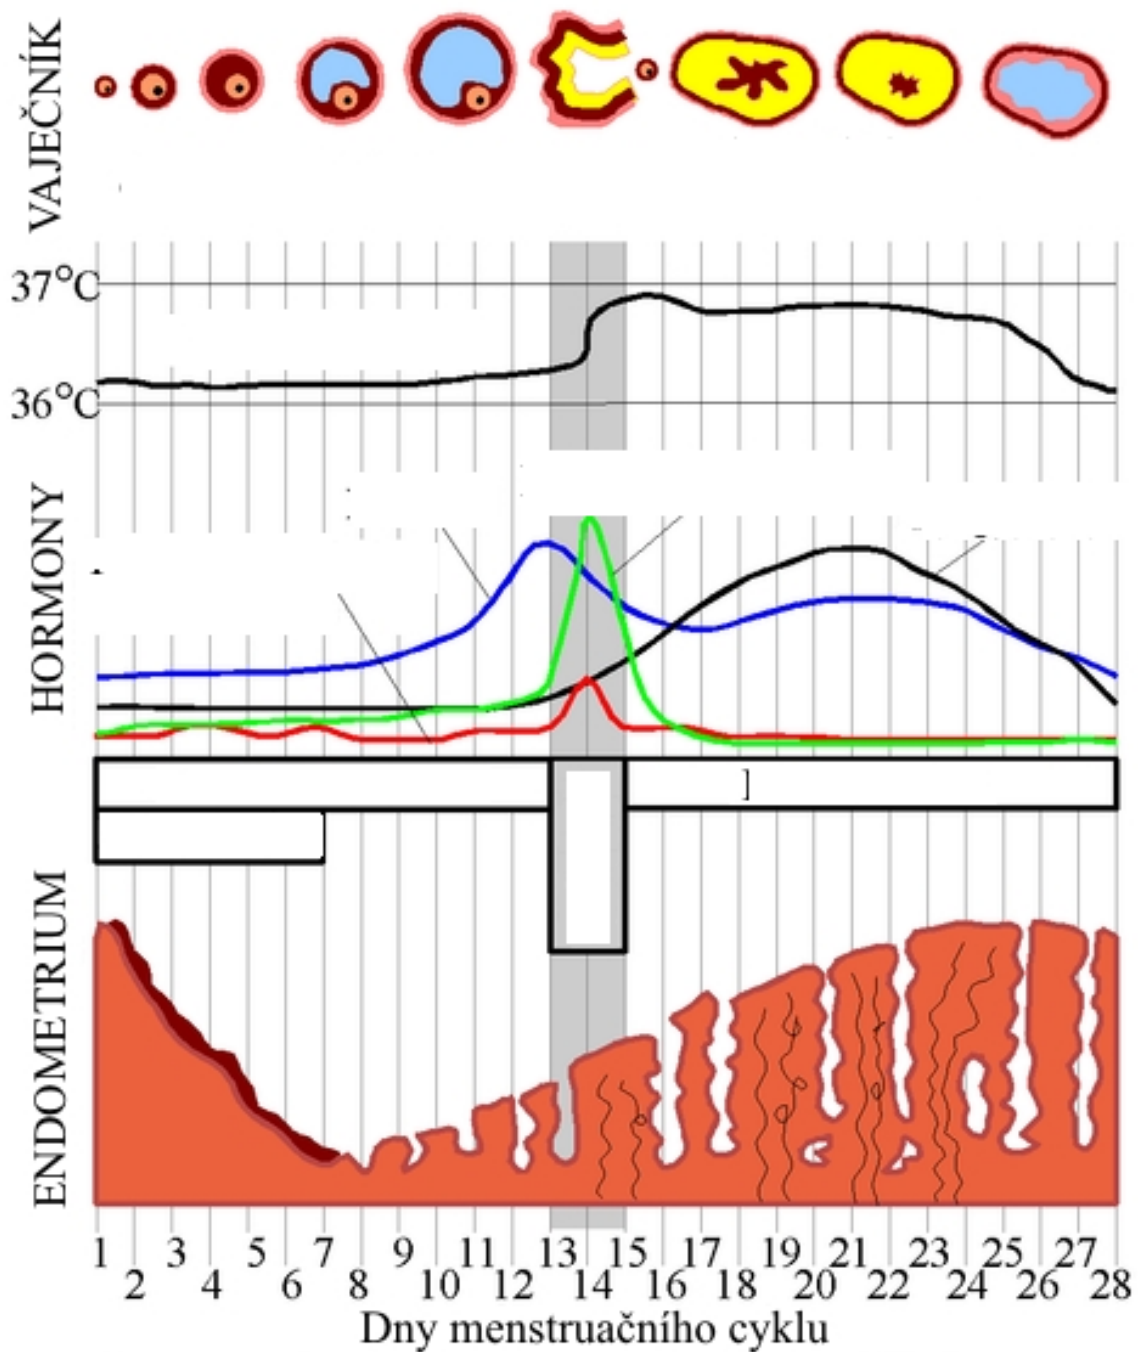 VAJEČNÍK
37°C
36°C
HORMONY
]
ENDOMETRIUM
1 3 5 7 9 11 13 15 17 19 21 23 25 27
2 4 6 8 10 12 14 16 18 20 22 24 26 28
Dny menstruačního cyklu